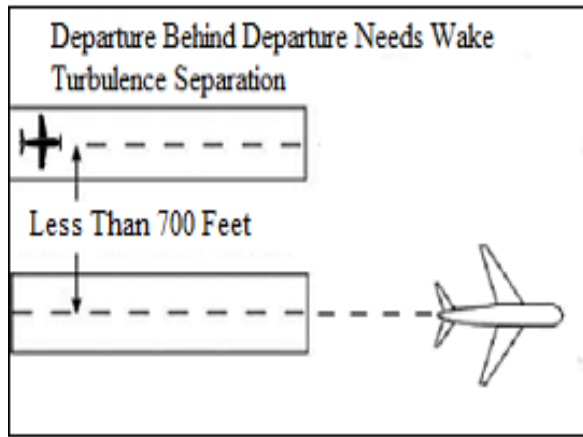 Departure Behind Departure Needs Wake
Turbulence Separation
Less Than 700 Feet